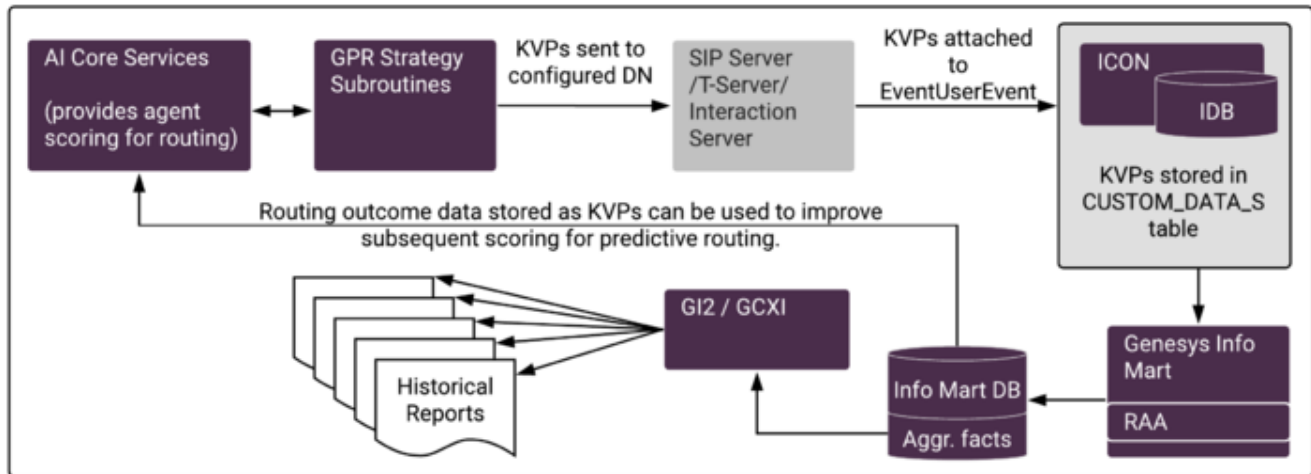 AI Core Services
(provides agent
scoring for routing)
GPR Strategy
Subroutines
KVPs sent to
configured DN
SIP Server
/T-Server/
Interaction
Server
KVPs attached
to
EventUserEvent
ICON
IDB
KVPs stored in
CUSTOM_DATA_S
table
Routing outcome data stored as KVPs can be used to improve
subsequent scoring for predictive routing.
Historical
Reports
GI2 / GCXI
Info Mart DB
Aggr. facts
Genesys Info
Mart
RAA